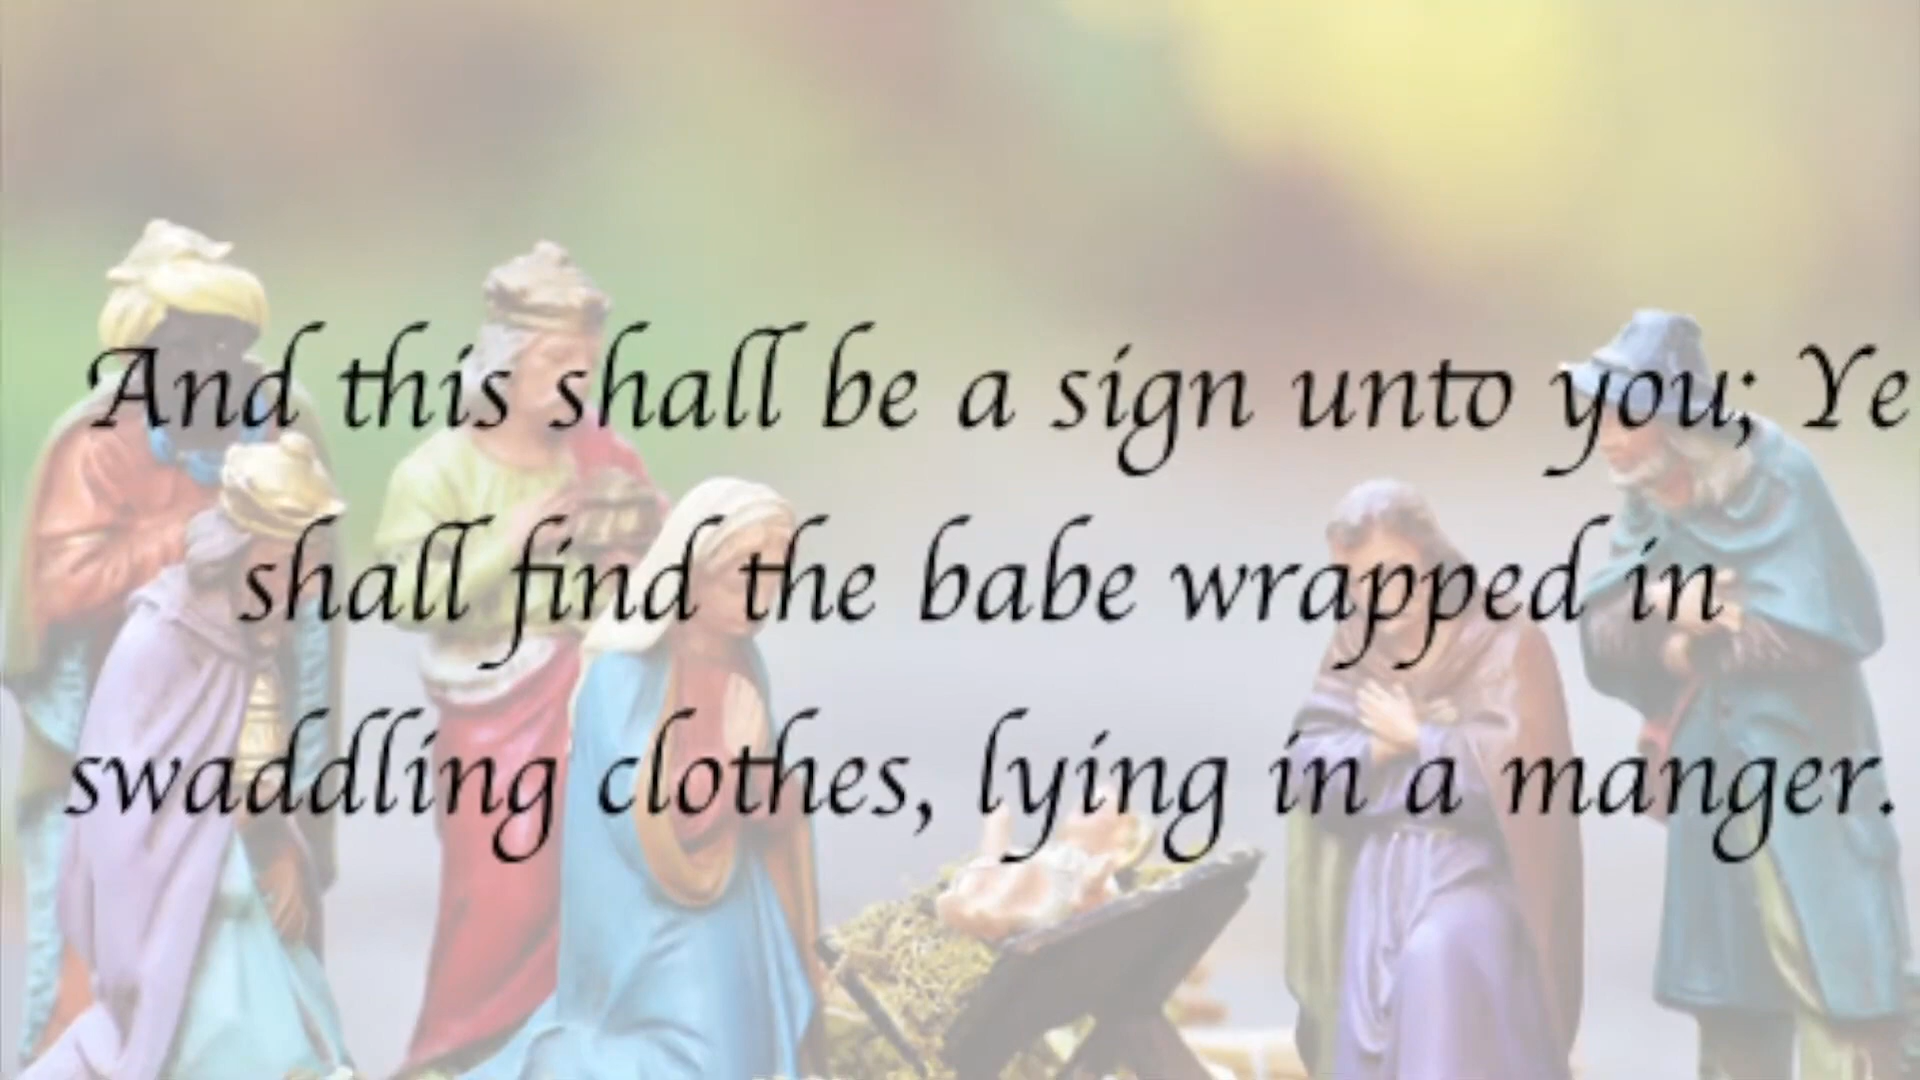 And this shall be a sign unto you; Ye
shall find the babe wrapped in
swaddling clothes, lying in a manger.